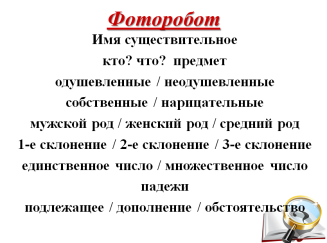 Фоторобот
Имя существительное
кто? что?  предмет
одушевленные / неодушевленные
собственные / нарицательные
мужской род / женский род / средний род
1-е склонение / 2-е склонение / 3-е склонение
единственное число / множественное число
падежи
подлежащее / дополнение / обстоятельство